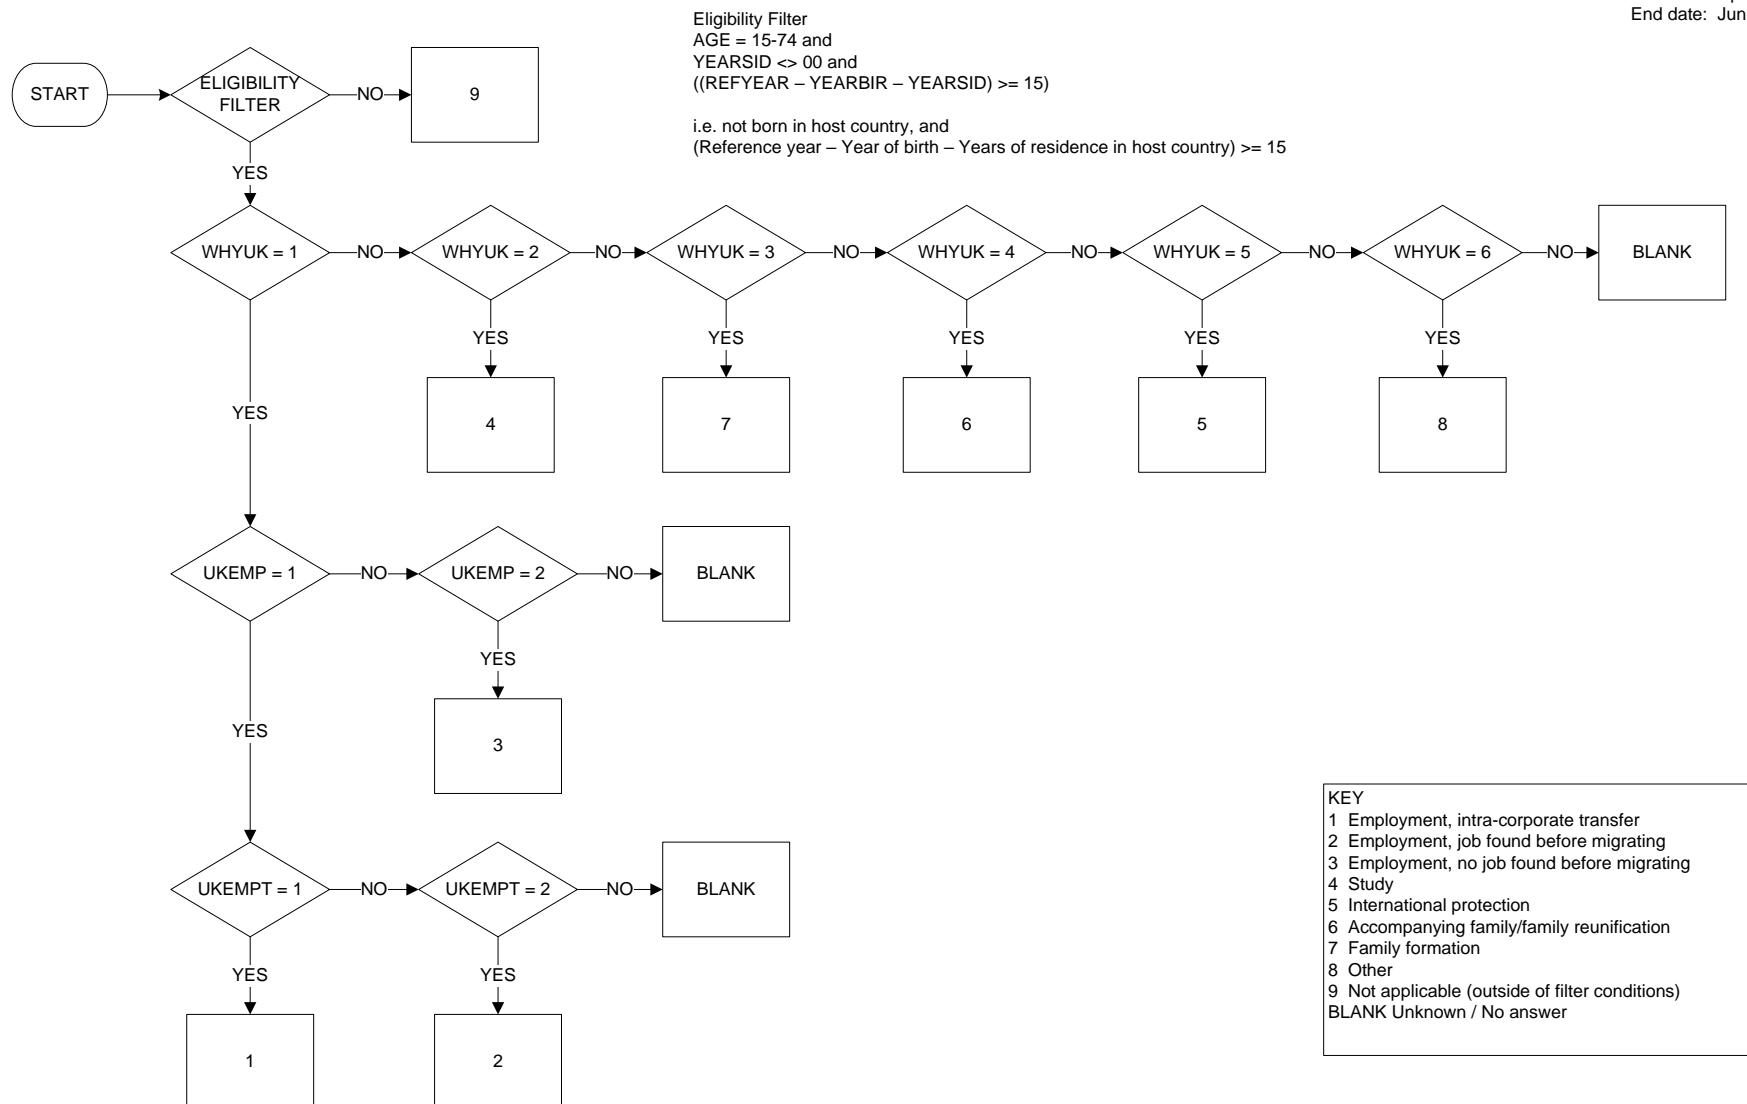 End date: Jun
Eligibility Filter
AGE = 15-74 and
YEARSID <> 00 and
((REFYEAR – YEARBIR – YEARSID) >= 15)
i.e. not born in host country, and
(Reference year – Year of birth – Years of residence in host country) >= 15
START
ELIGIBILITY
FILTER
NO
9
YES
WHYUK = 1
NO
WHYUK = 2
NO
WHYUK = 3
NO
WHYUK = 4
NO
WHYUK = 5
NO
WHYUK = 6
NO
BLANK
YES
YES
YES
YES
YES
YES
4
7
6
5
8
UKEMP = 1
NO
UKEMP = 2
NO
BLANK
YES
YES
3
UKEMPT = 1
NO
UKEMPT = 2
NO
BLANK
YES
YES
1
2
KEY
1 Employment, intra-corporate transfer
2 Employment, job found before migrating
3 Employment, no job found before migrating
4 Study
5 International protection
6 Accompanying family/family reunification
7 Family formation
8 Other
9 Not applicable (outside of filter conditions)
BLANK Unknown / No answer